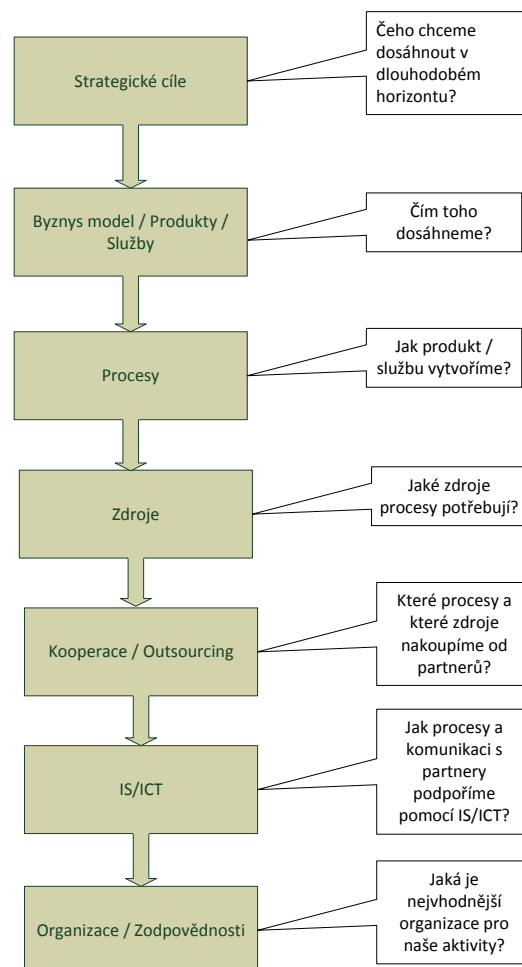 Strategické cíle
Čeho chceme
dosáhnout v
dlouhodobém
horizontu?
Byznys model / Produkty /
Služby
Čím toho
dosáhneme?
Procesy
Jak produkt /
službu vytvoříme?
Zdroje
Jaké zdroje
procesy potřebují?
Kooperace / Outsourcing
Které procesy a
které zdroje
nakoupíme od
partnerů?
IS/ICT
Jak procesy a
komunikaci s
partnery
podpoříme
pomocí IS/ICT?
Organizace / Zodpovědnosti
Jaká je
nejvhodnější
organizace pro
naše aktivity?